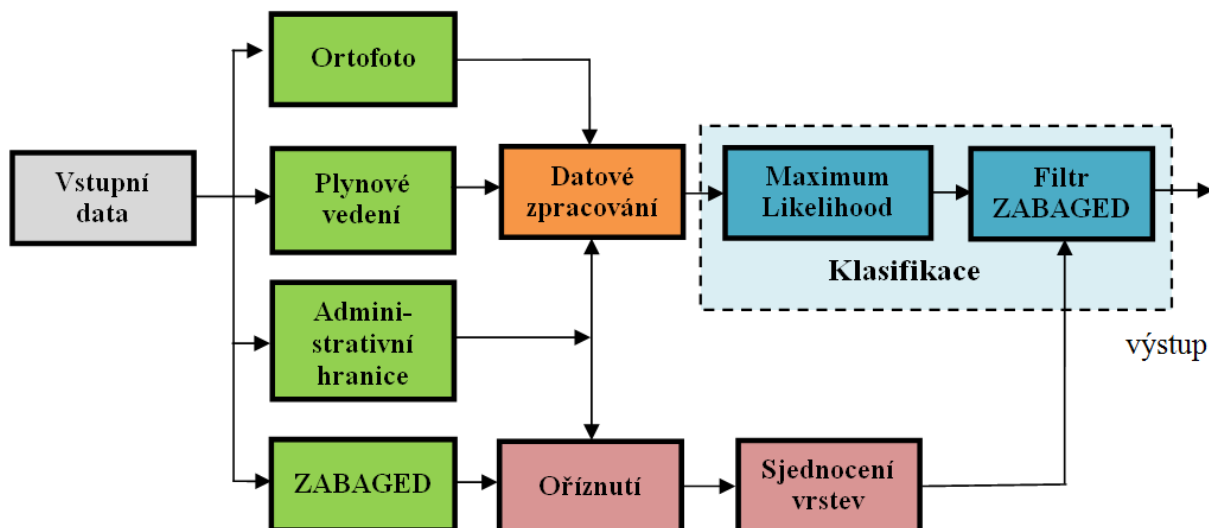 Vstupní
data
Ortofoto
Plynové
vedení
Admini-
strativní
hranice
ZABAGED
Datové
zpracování
Oříznutí
Sjednocení
vrstev
Maximum
Likelihood
Filtr
ZABAGED
Klasifikace
výstup